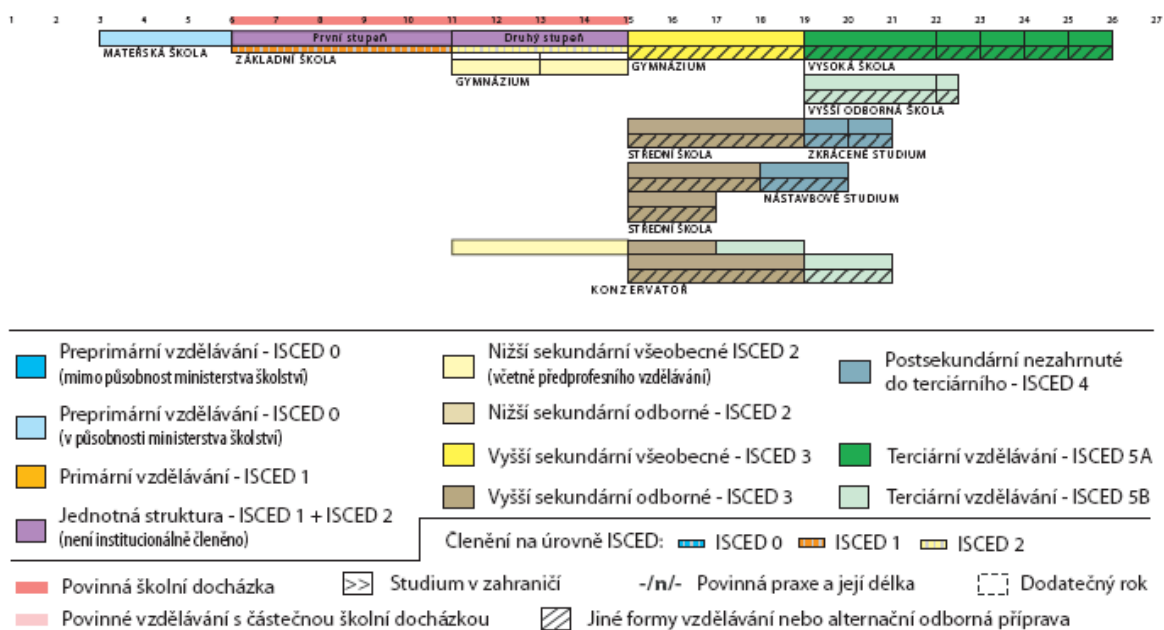 1 2 3 4 5 6 7 8 9 10 11 12 13 14 15 16 17 18 19 20 21 22 23 24 25 26 27
První stupeň Druhý stupeň
MATEŘSKÁ ŠKOLA ZÁKLADNÍ ŠKOLA GYMNÁZIUM VYSOKÁ ŠKOLA
GYMNÁZIUM
VYŠŠÍ ODBORNÁ ŠKOLA
STŘEDNÍ ŠKOLA ZKRÁCENÉ STUDIUM
NÁSTAVBOVÉ STUDIUM
STŘEDNÍ ŠKOLA
KONZERVATOŘ
Preprimární vzdělávání - ISCED 0
(mimo působnost ministerstva školství)
Preprimární vzdělávání - ISCED 0
(v působnosti ministerstva školství)
Primární vzdělávání - ISCED 1
Jednotná struktura - ISCED 1 + ISCED 2
(není institucionálně členěno)
Nižší sekundární všeobecné ISCED 2
(včetně předprofesního vzdělávání)
Nižší sekundární odborné - ISCED 2
Vyšší sekundární všeobecné - ISCED 3
Vyšší sekundární odborné - ISCED 3
Postsekundární nezahrnuté
do terciárního - ISCED 4
Terciární vzdělávání - ISCED 5A
Terciární vzdělávání - ISCED 5B
Členění na úrovně ISCED: ISCED 0 ISCED 1 ISCED 2
Povinná školní docházka >> Studium v zahraničí -/n/- Povinná praxe a její délka Dodatečný rok
Povinné vzdělávání s částečnou školní docházkou Jiné formy vzdělávání nebo alternační odborná příprava